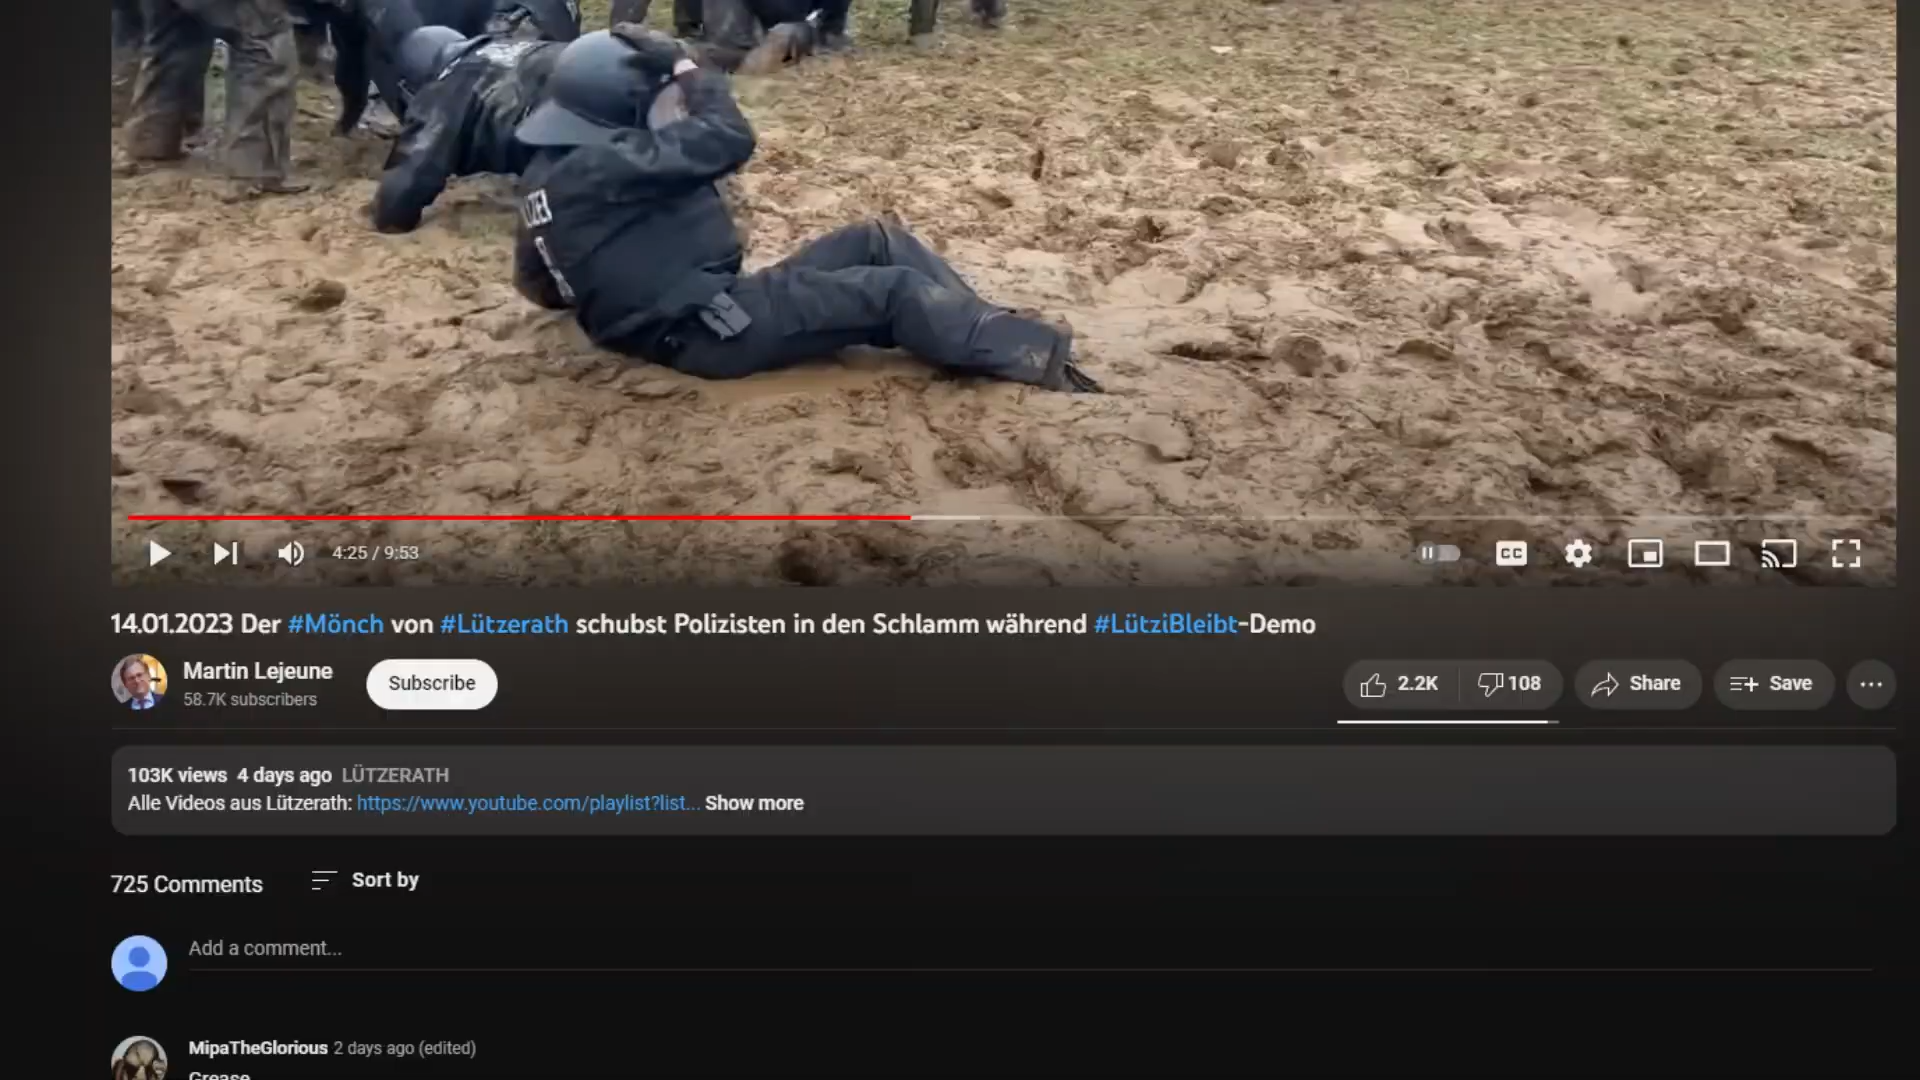 4:25 / 9:53
CC
14.01.2023 Der #Mönch von #Lützerath schubst Polizisten in den Schlamm während #LütziBleibt-Demo
Martin Lejeune
58.7K subscribers
Subscribe
2.2K
108
Share
Save
103K views 4 days ago LÜTZERATH
Alle Videos aus Lützerath: https://www.youtube.com/playlist?list... Show more
725 Comments
Sort by
Add a comment...
MipaTheGlorious 2 days ago (edited)
Grease